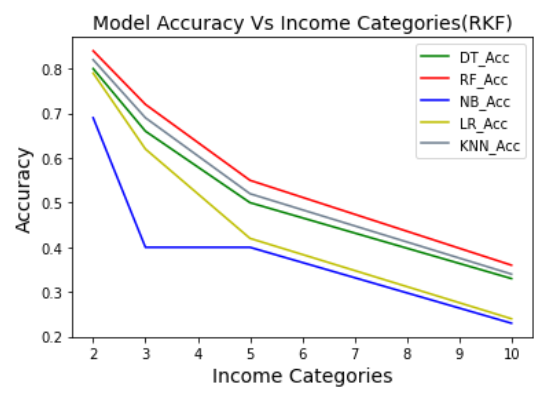 Model Accuracy Vs Income Categories(RKF)
DT_Acc
RF_Acc
NB_Acc
LR_Acc
KNN_Acc
Accuracy
0.8
0.7
0.6
0.5
0.4
0.3
0.2
2 3 4 5 6 7 8 9 10
Income Categories